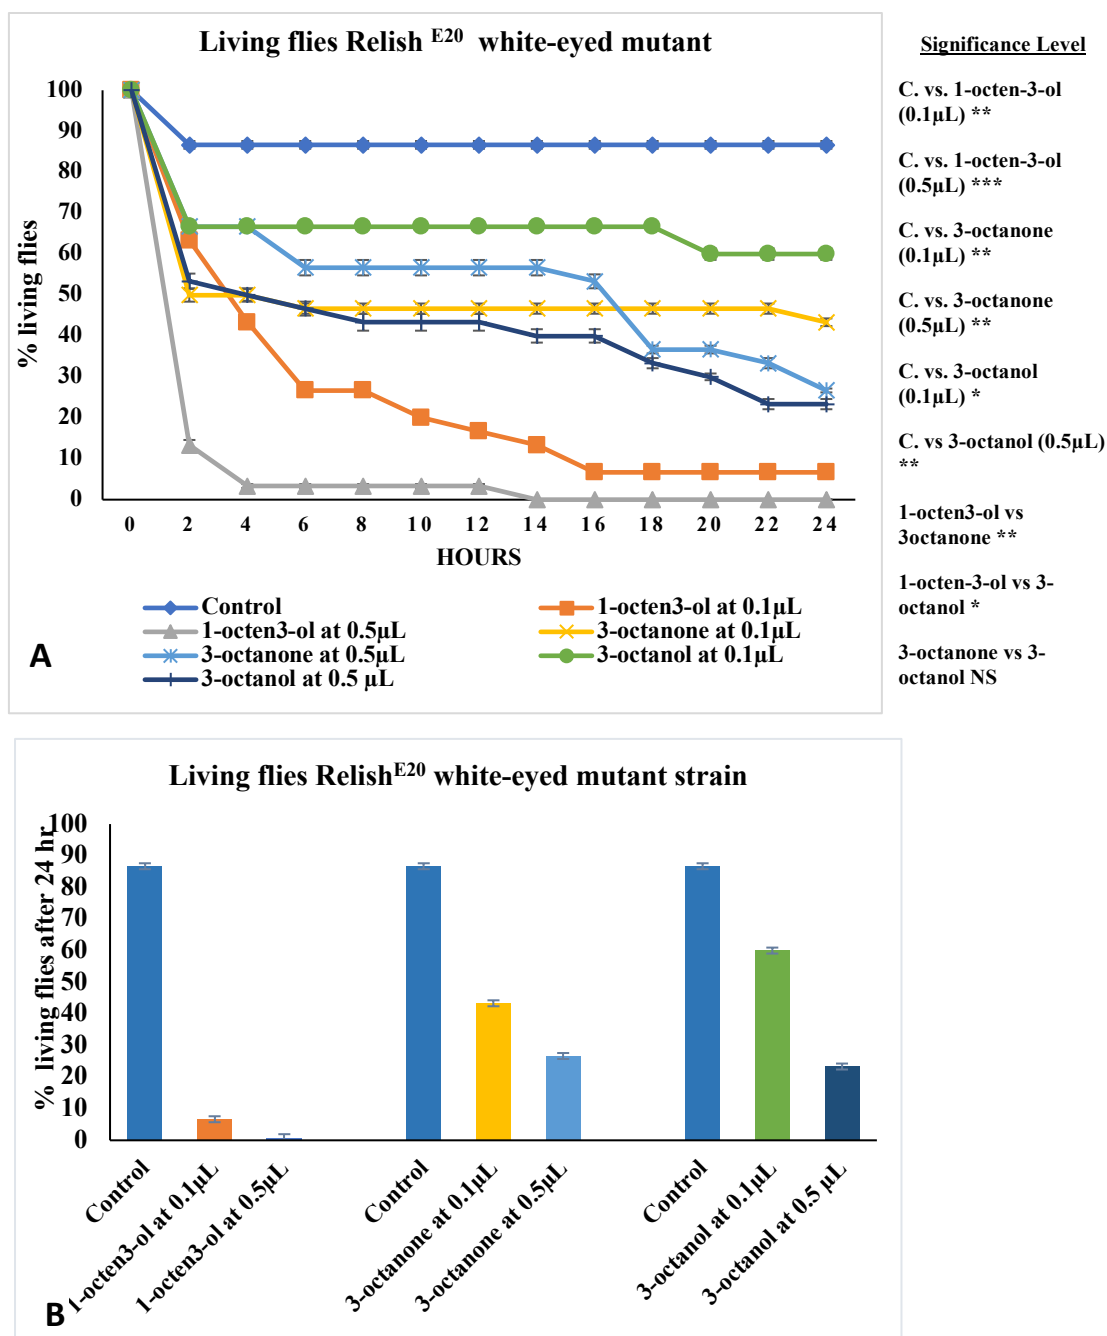 Living flies Relish E20 white-eyed mutant
% living flies
100
90
80
70
60
50
40
30
20
10
0
0 2 4 6 8 10 12 14 16 18 20 22 24
HOURS
Control
1-octen3-ol at 0.1µL
1-octen3-ol at 0.5µL
3-octanone at 0.1µL
3-octanone at 0.5µL
3-octanol at 0.1µL
3-octanol at 0.5 µL
A
Significance Level
C. vs. 1-octen-3-ol
(0.1µL) **
C. vs. 1-octen-3-ol
(0.5µL) ***
C. vs. 3-octanone
(0.1µL) **
C. vs. 3-octanone
(0.5µL) **
C. vs. 3-octanol
(0.1µL) *
C. vs 3-octanol (0.5µL)
**
1-octen3-ol vs
3octanone **
1-octen-3-ol vs 3-
octanol *
3-octanone vs 3-
octanol NS
Living flies RelishE20 white-eyed mutant strain
% living flies after 24 hr
100
90
80
70
60
50
40
30
20
10
0
Control
1-octen3-ol at 0.1µL
1-octen3-ol at 0.5µL
Control
3-octanone at 0.1µL
3-octanone at 0.5µL
Control
3-octanol at 0.1µL
3-octanol at 0.5 µL
B